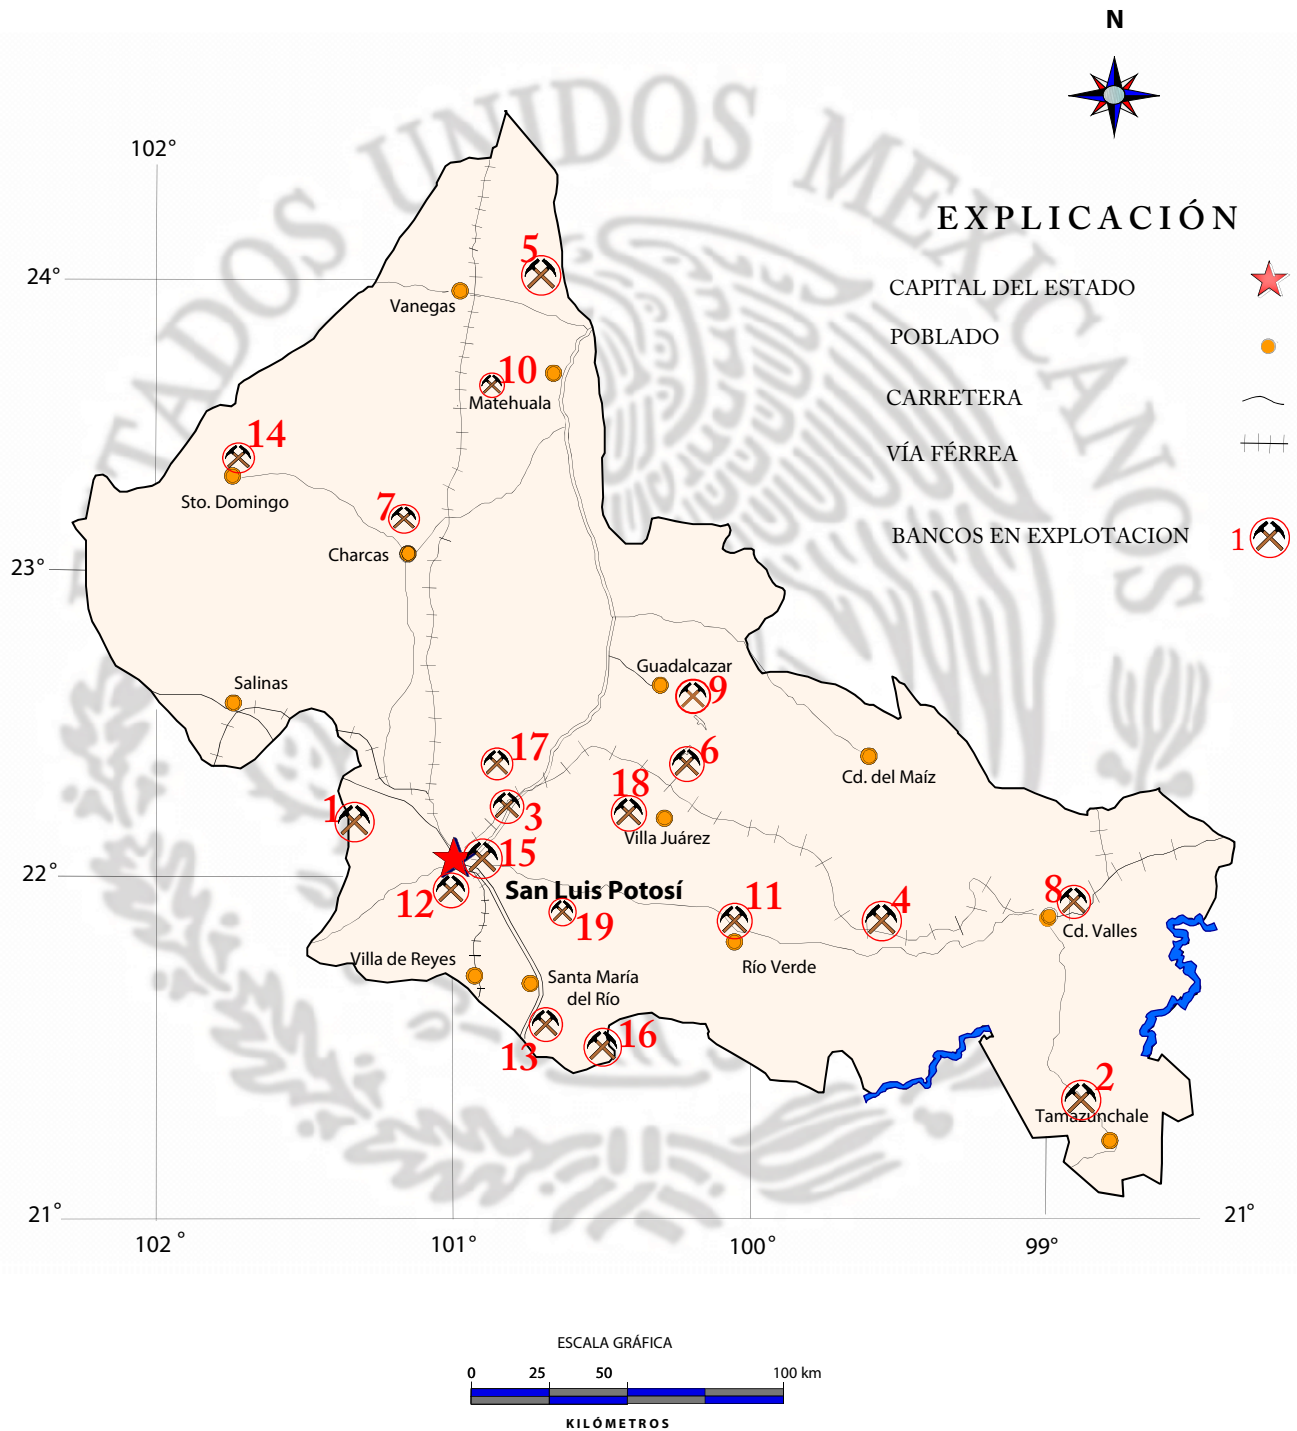 N
ESTADOS UNIDOS MEXICANOS
102°
EXPLICACIÓN
5
24°
CAPITAL DEL ESTADO
Vanegas
POBLADO
10
Matehuala
CARRETERA
14
VÍA FÉRREA
Sto. Domingo
7
BANCOS EN EXPLOTACION
1
Charcas
23°
Guadalcazar
Salinas
9
17
6
Cd. del Maíz
18
1
3
Villa Juárez
15
22°
San Luis Potosí
12
11
4
8
19
Cd. Valles
Villa de Reyes
Río Verde
Santa María
del Río
13
16
2
Tamazunchale
21°
21°
102°
101°
100°
99°
ESCALA GRÁFICA
0 25 50 100 km
KILÓMETROS